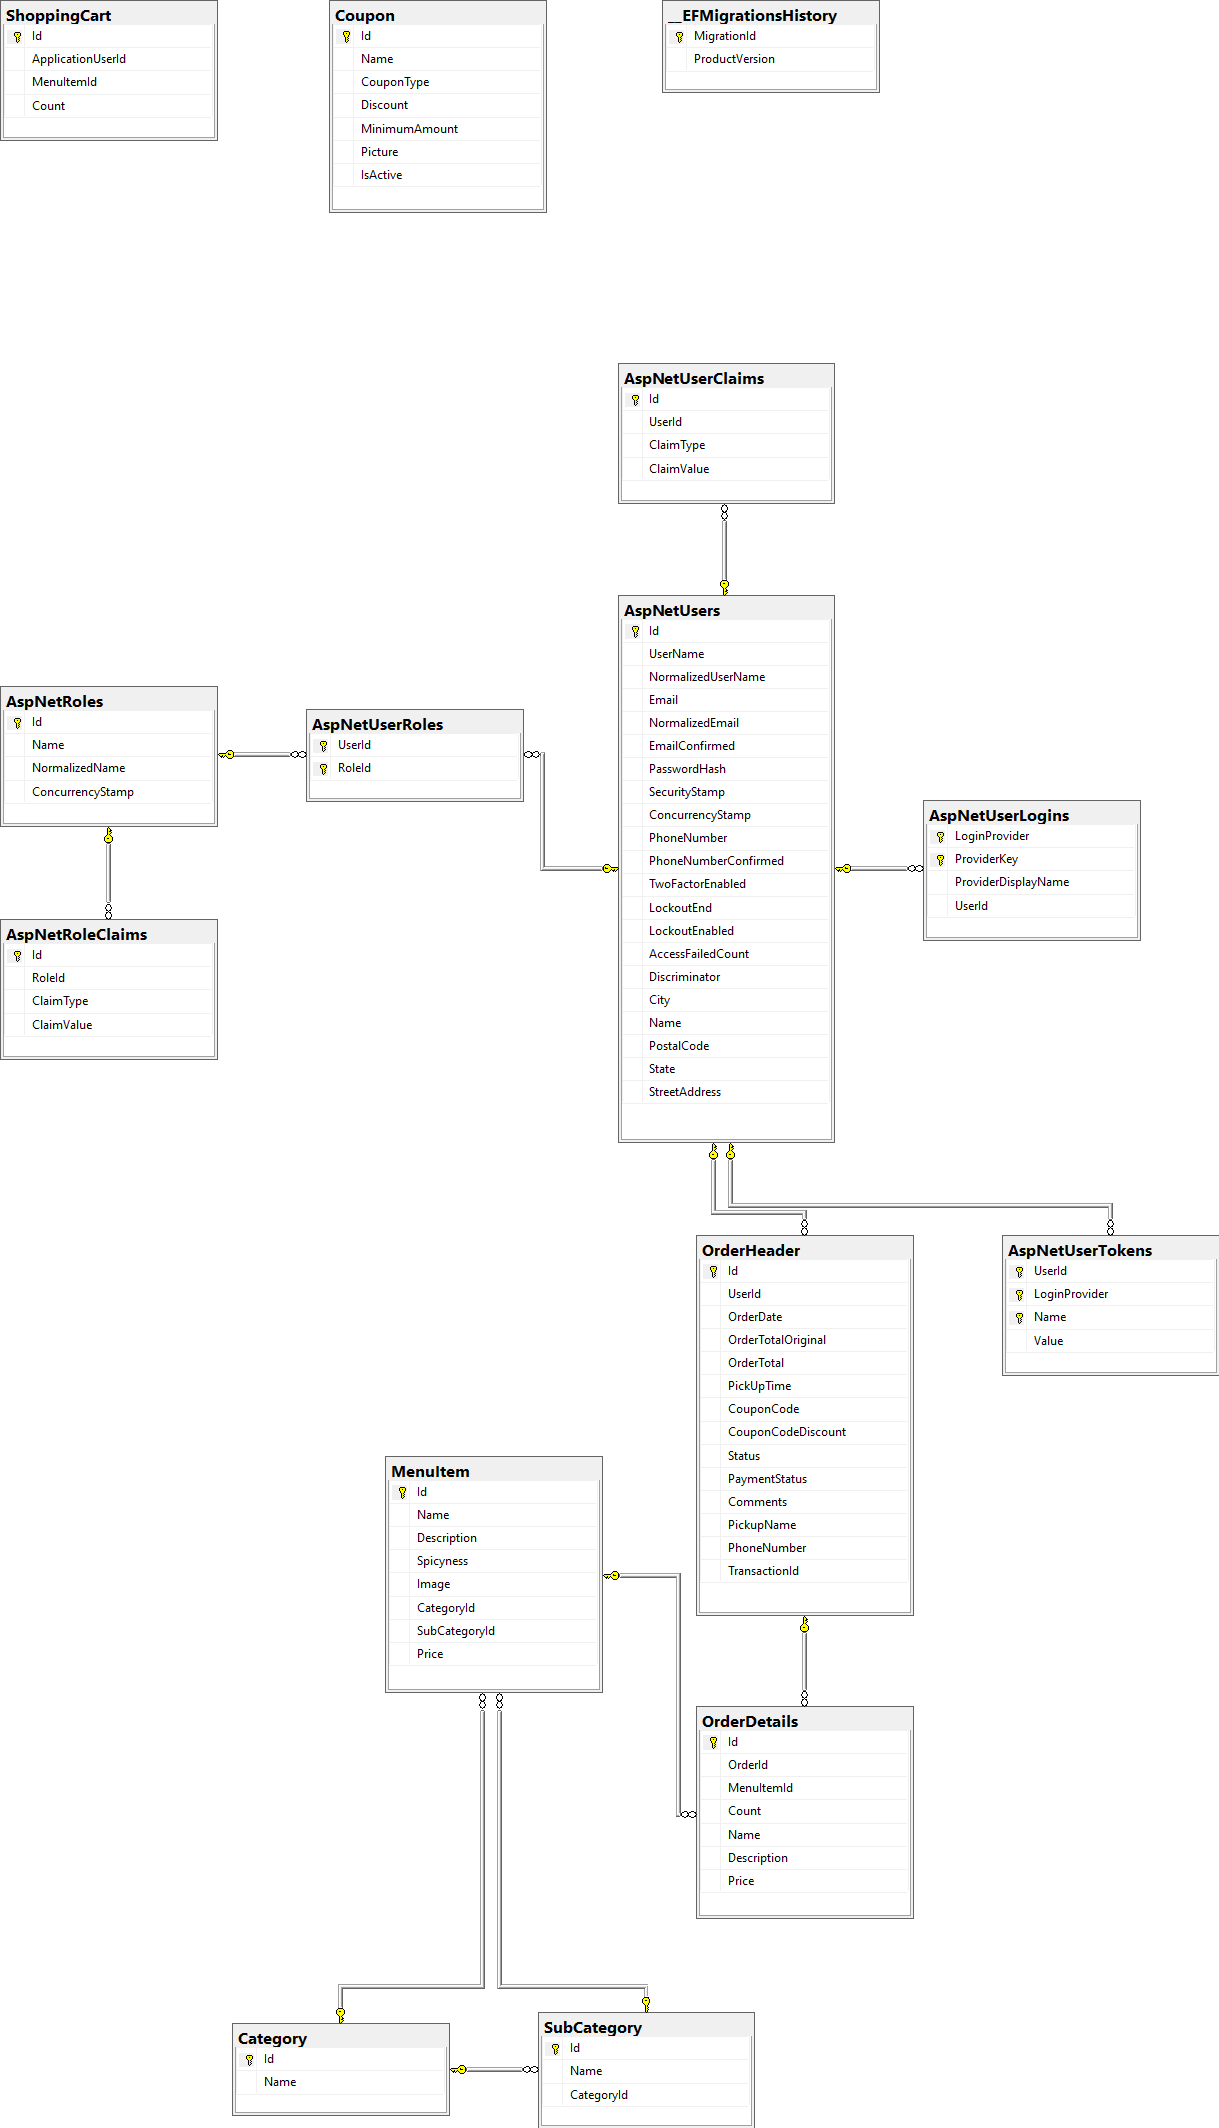 ShoppingCart
Id
ApplicationUserId
MenuItemId
Count
Coupon
Id
Name
CouponType
Discount
MinimumAmount
Picture
IsActive
__EFMigrationsHistory
MigrationId
ProductVersion
AspNetUserClaims
Id
UserId
ClaimType
ClaimValue
AspNetUsers
Id
UserName
NormalizedUserName
Email
NormalizedEmail
EmailConfirmed
PasswordHash
SecurityStamp
ConcurrencyStamp
PhoneNumber
PhoneNumberConfirmed
TwoFactorEnabled
LockoutEnd
LockoutEnabled
AccessFailedCount
Discriminator
City
Name
PostalCode
State
StreetAddress
AspNetRoles
Id
Name
NormalizedName
ConcurrencyStamp
AspNetUserRoles
UserId
RoleId
AspNetUserLogins
LoginProvider
ProviderKey
ProviderDisplayName
UserId
AspNetRoleClaims
Id
RoleId
ClaimType
ClaimValue
OrderHeader
Id
UserId
OrderDate
OrderTotalOriginal
OrderTotal
PickUpTime
CouponCode
CouponCodeDiscount
Status
PaymentStatus
Comments
PickupName
PhoneNumber
TransactionId
AspNetUserTokens
UserId
LoginProvider
Name
Value
MenuItem
Id
Name
Description
Spicyness
Image
CategoryId
SubCategoryId
Price
OrderDetails
Id
OrderId
MenuItemId
Count
Name
Description
Price
Category
Id
Name
SubCategory
Id
Name
CategoryId